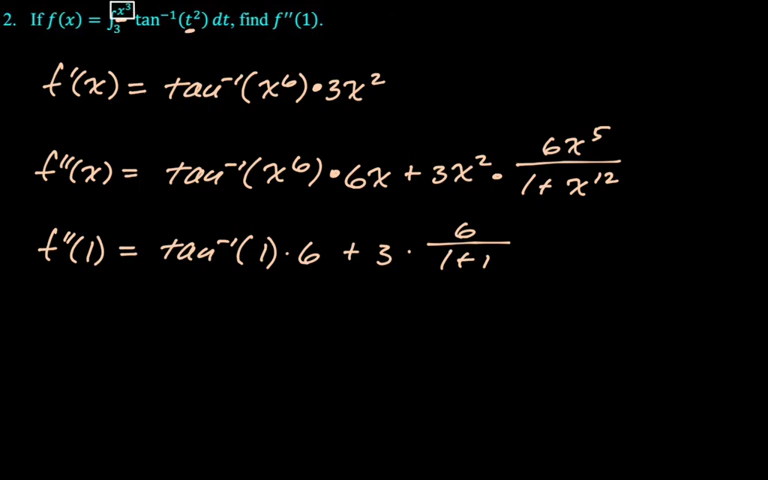 2. If f(x) = ∫₃^(x³) tan⁻¹(t²) dt, find f″(1).
f′(x) = tan⁻¹(x⁶)•3x²
f″(x) = tan⁻¹(x⁶)•6x + 3x²• 6x⁵/(1+x¹²)
f″(1) = tan⁻¹(1)·6 + 3· 6/(1+1